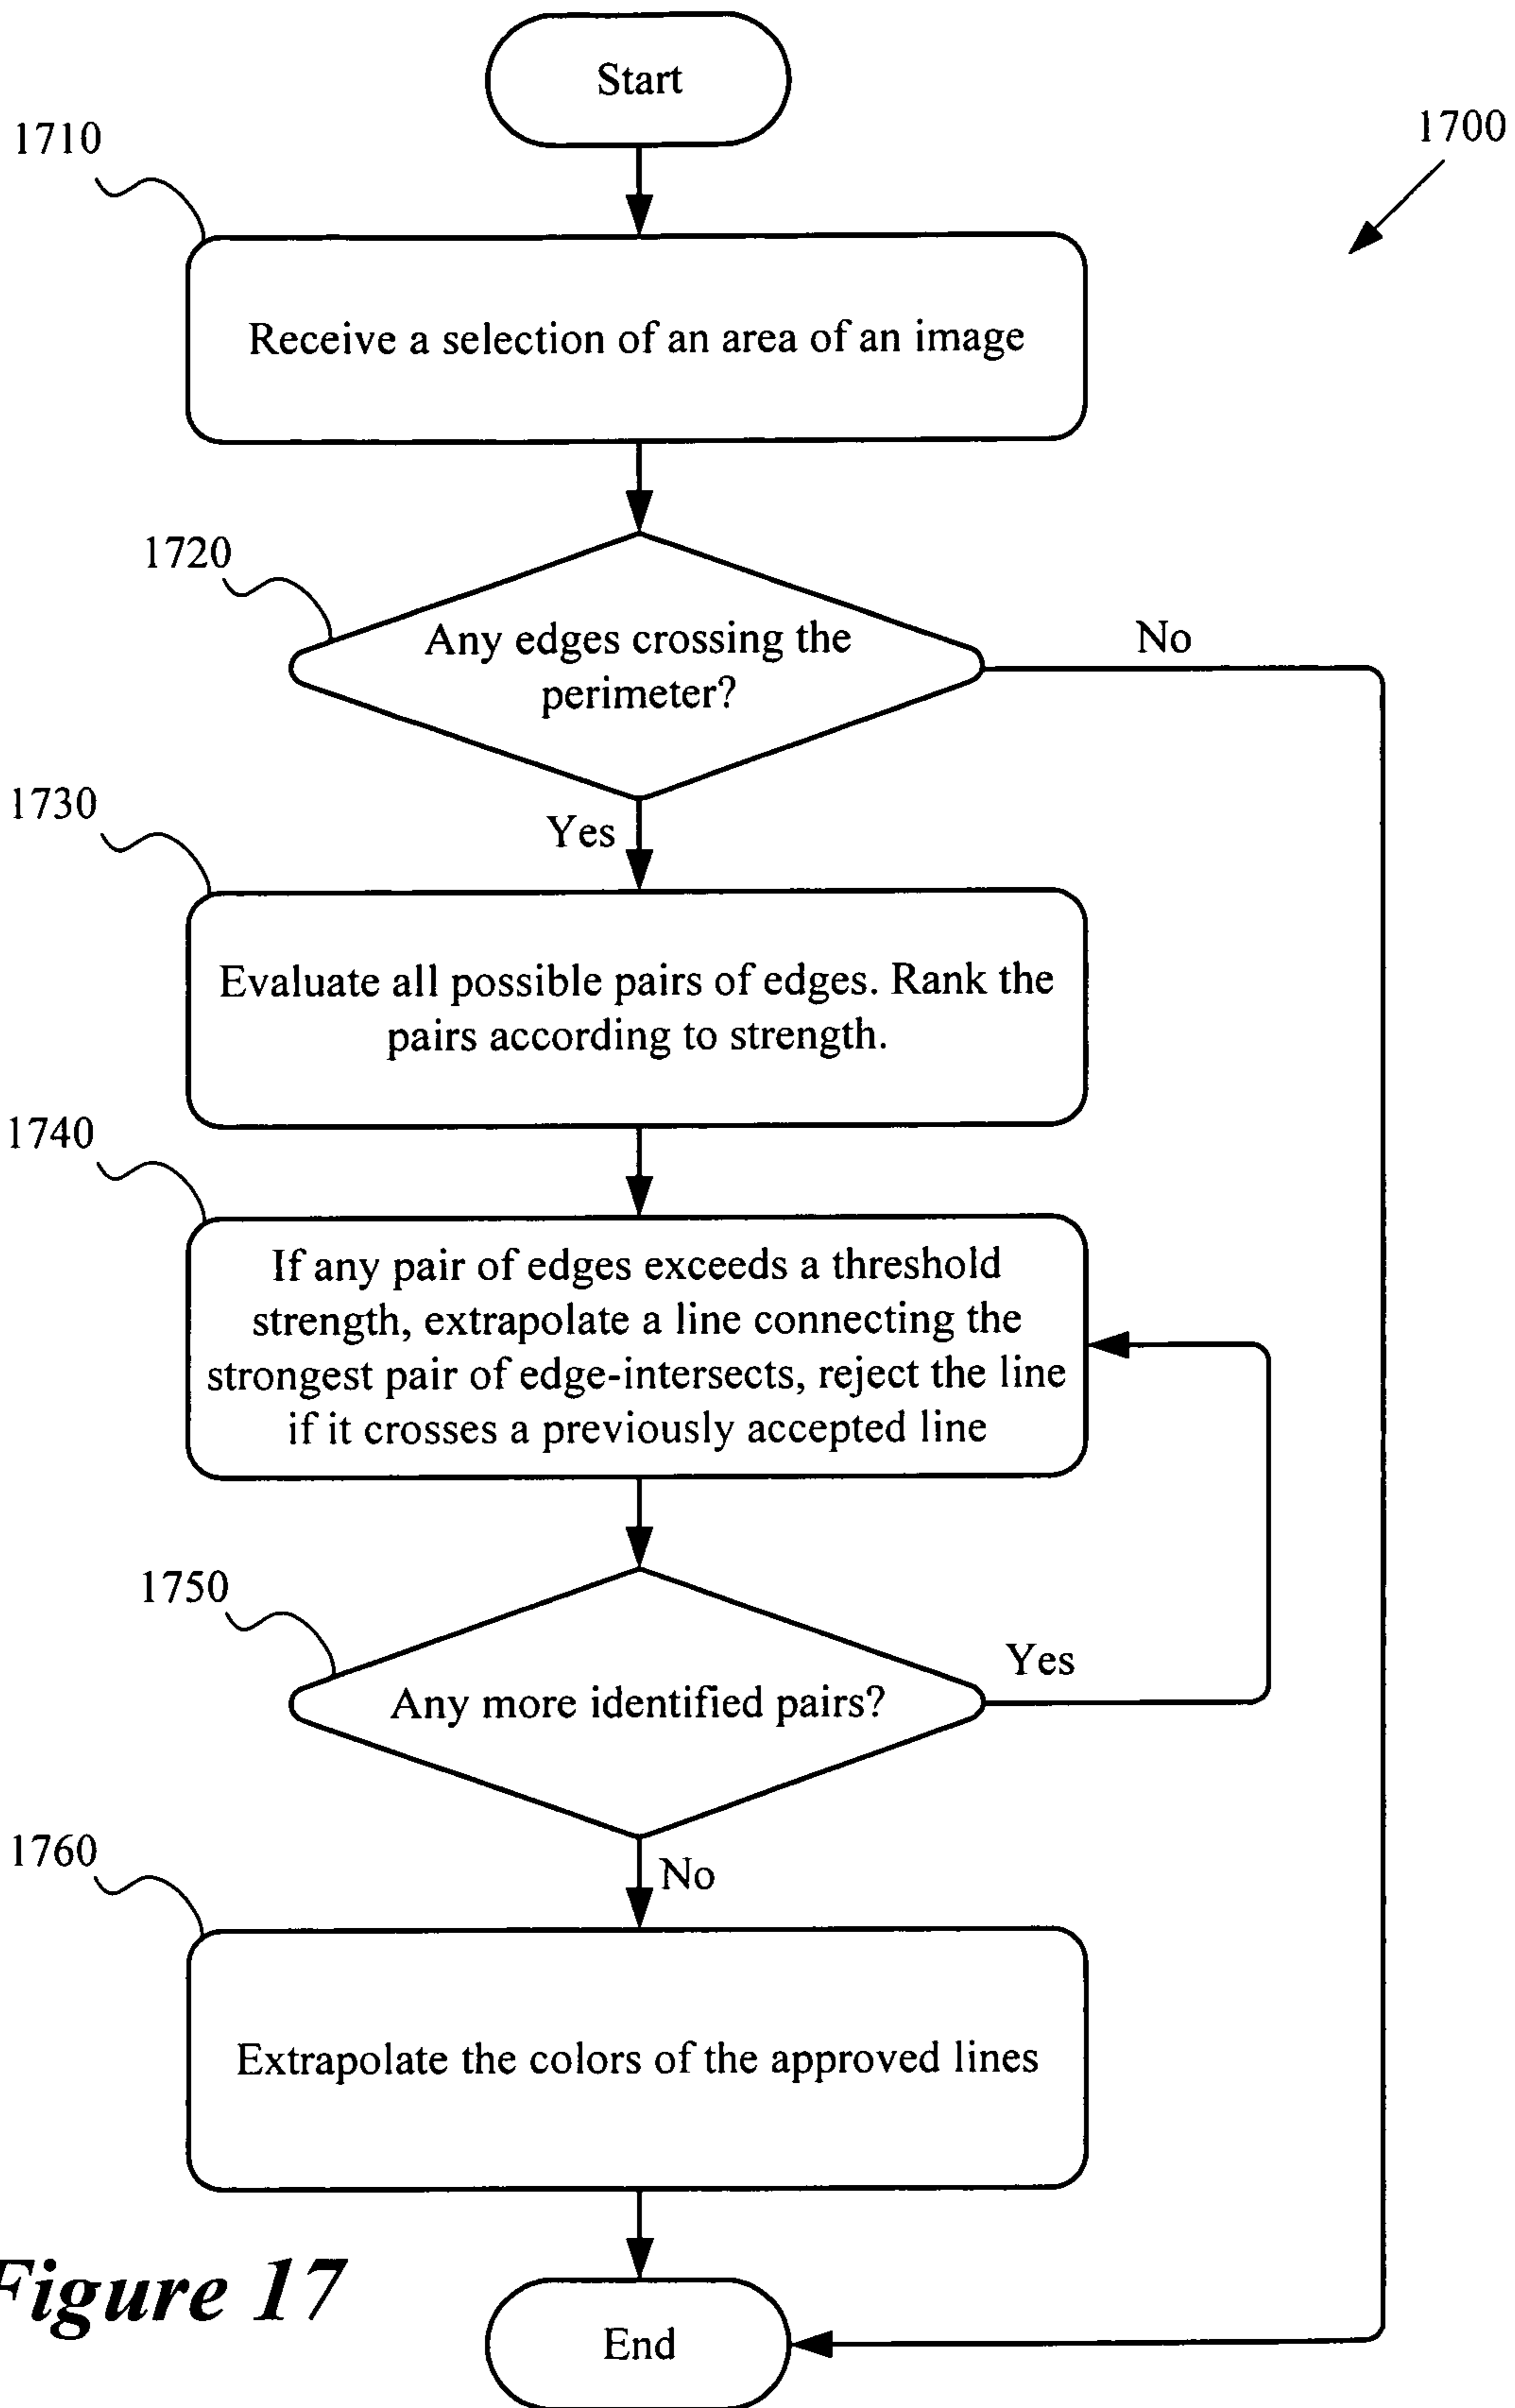 Start
1710
1700
Receive a selection of an area of an image
1720
Any edges crossing the
perimeter?
No
1730
Yes
Evaluate all possible pairs of edges. Rank the
pairs according to strength.
1740
If any pair of edges exceeds a threshold
strength, extrapolate a line connecting the
strongest pair of edge-intersects, reject the line
if it crosses a previously accepted line
1750
Yes
Any more identified pairs?
1760
No
Extrapolate the colors of the approved lines
Figure 17
End